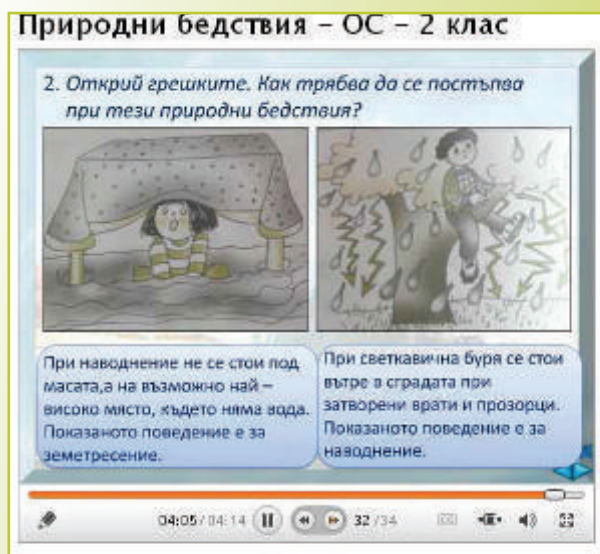 Природни бедствия – ОС – 2 клас
2. Открий грешките. Как трябва да се постъпва
при тези природни бедствия?
При наводнение не се стои под
масата,а на възможно най –
високо място, където няма вода.
Показаното поведение е за
земетресение.
При светкавична буря се стои
вътре в сградата при
затворени врати и прозорци.
Показаното поведение е за
наводнение.
04:05/04:14 32/34